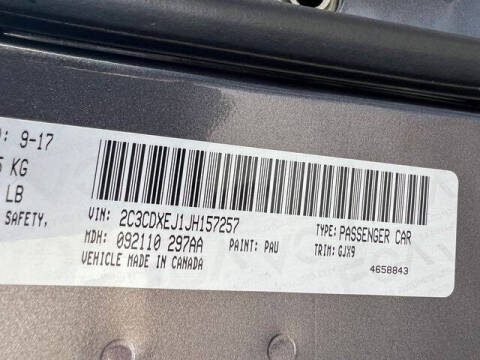 : 9-17
KG
LB
SAFETY,
VIN: 2C3CDXEJ1JH157257
TYPE: PASSENGER CAR
MDH: 092110 297AA
PAINT: PAU
TRIM: GJX9
VEHICLE MADE IN CANADA
4658843